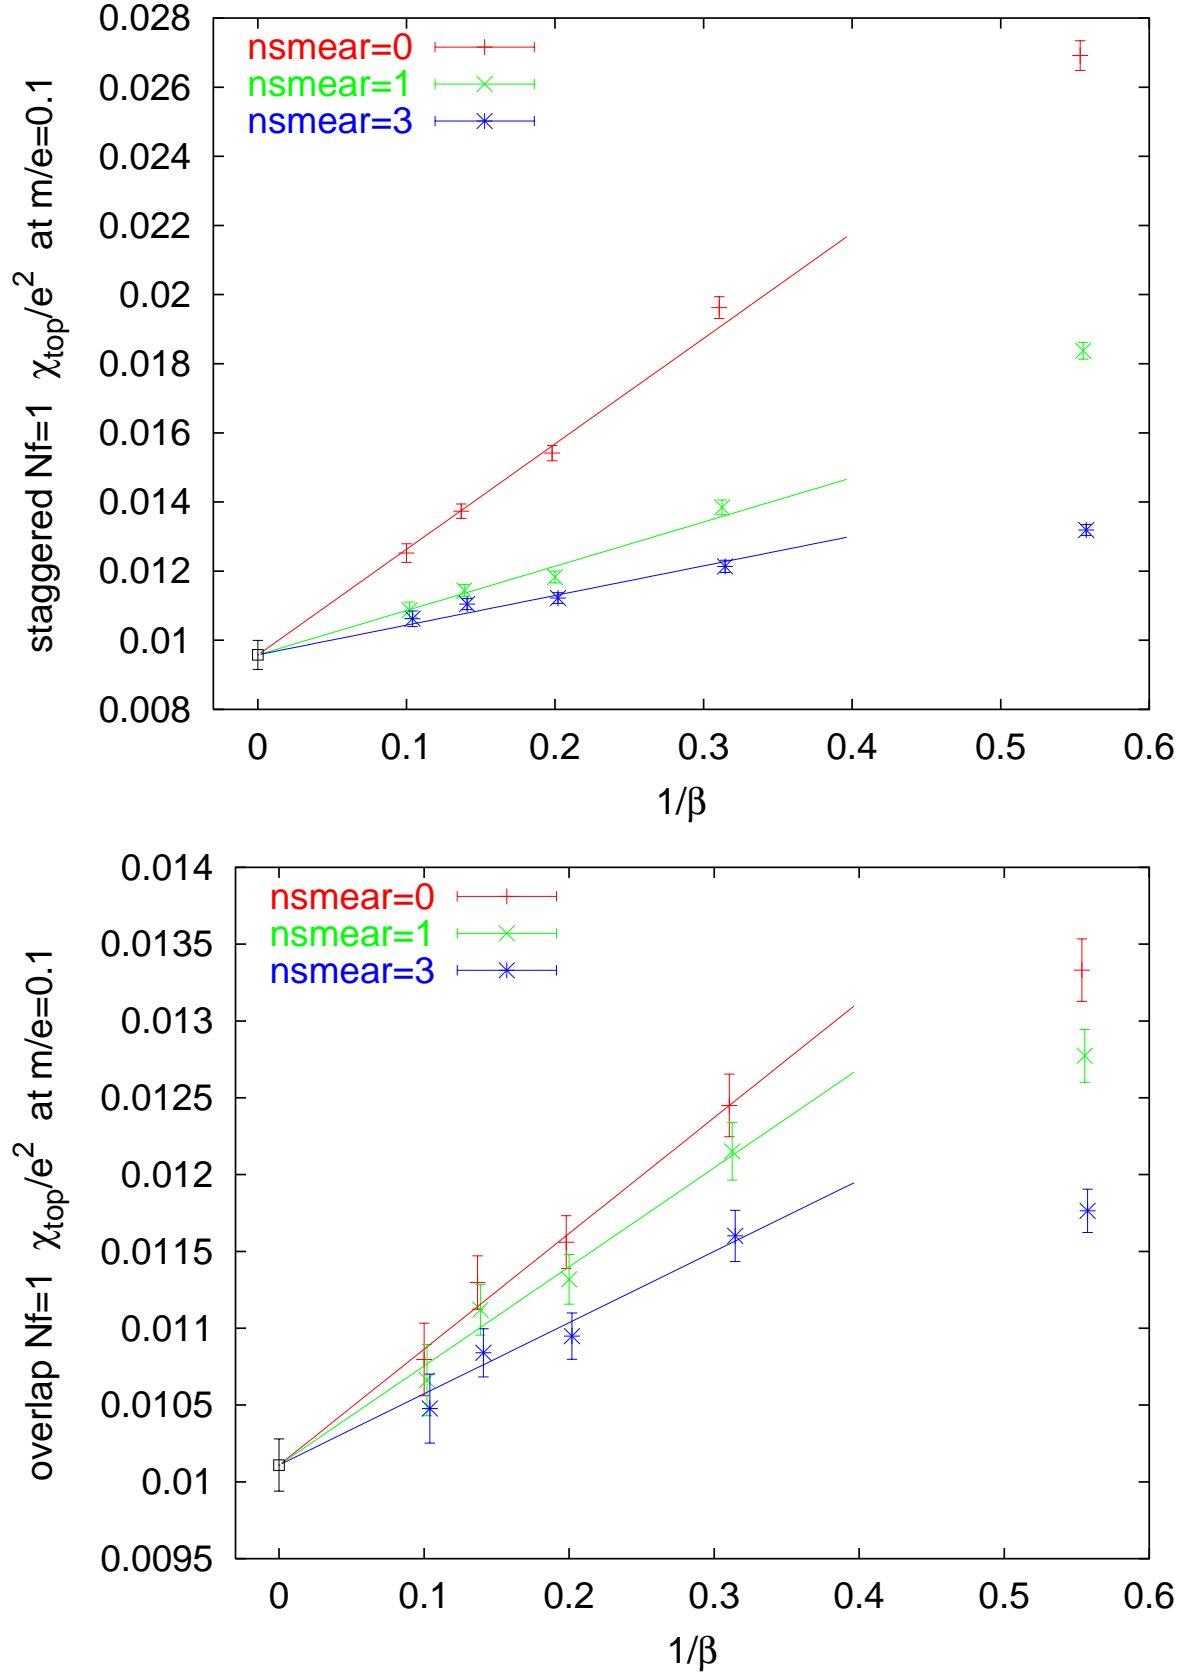 staggered Nf=1 χtop/e² at m/e=0.1
0.028
0.026
0.024
0.022
0.02
0.018
0.016
0.014
0.012
0.01
0.008
nsmear=0
nsmear=1
nsmear=3
0 0.1 0.2 0.3 0.4 0.5 0.6
1/β
overlap Nf=1 χtop/e² at m/e=0.1
0.014
0.0135
0.013
0.0125
0.012
0.0115
0.011
0.0105
0.01
0.0095
nsmear=0
nsmear=1
nsmear=3
0 0.1 0.2 0.3 0.4 0.5 0.6
1/β